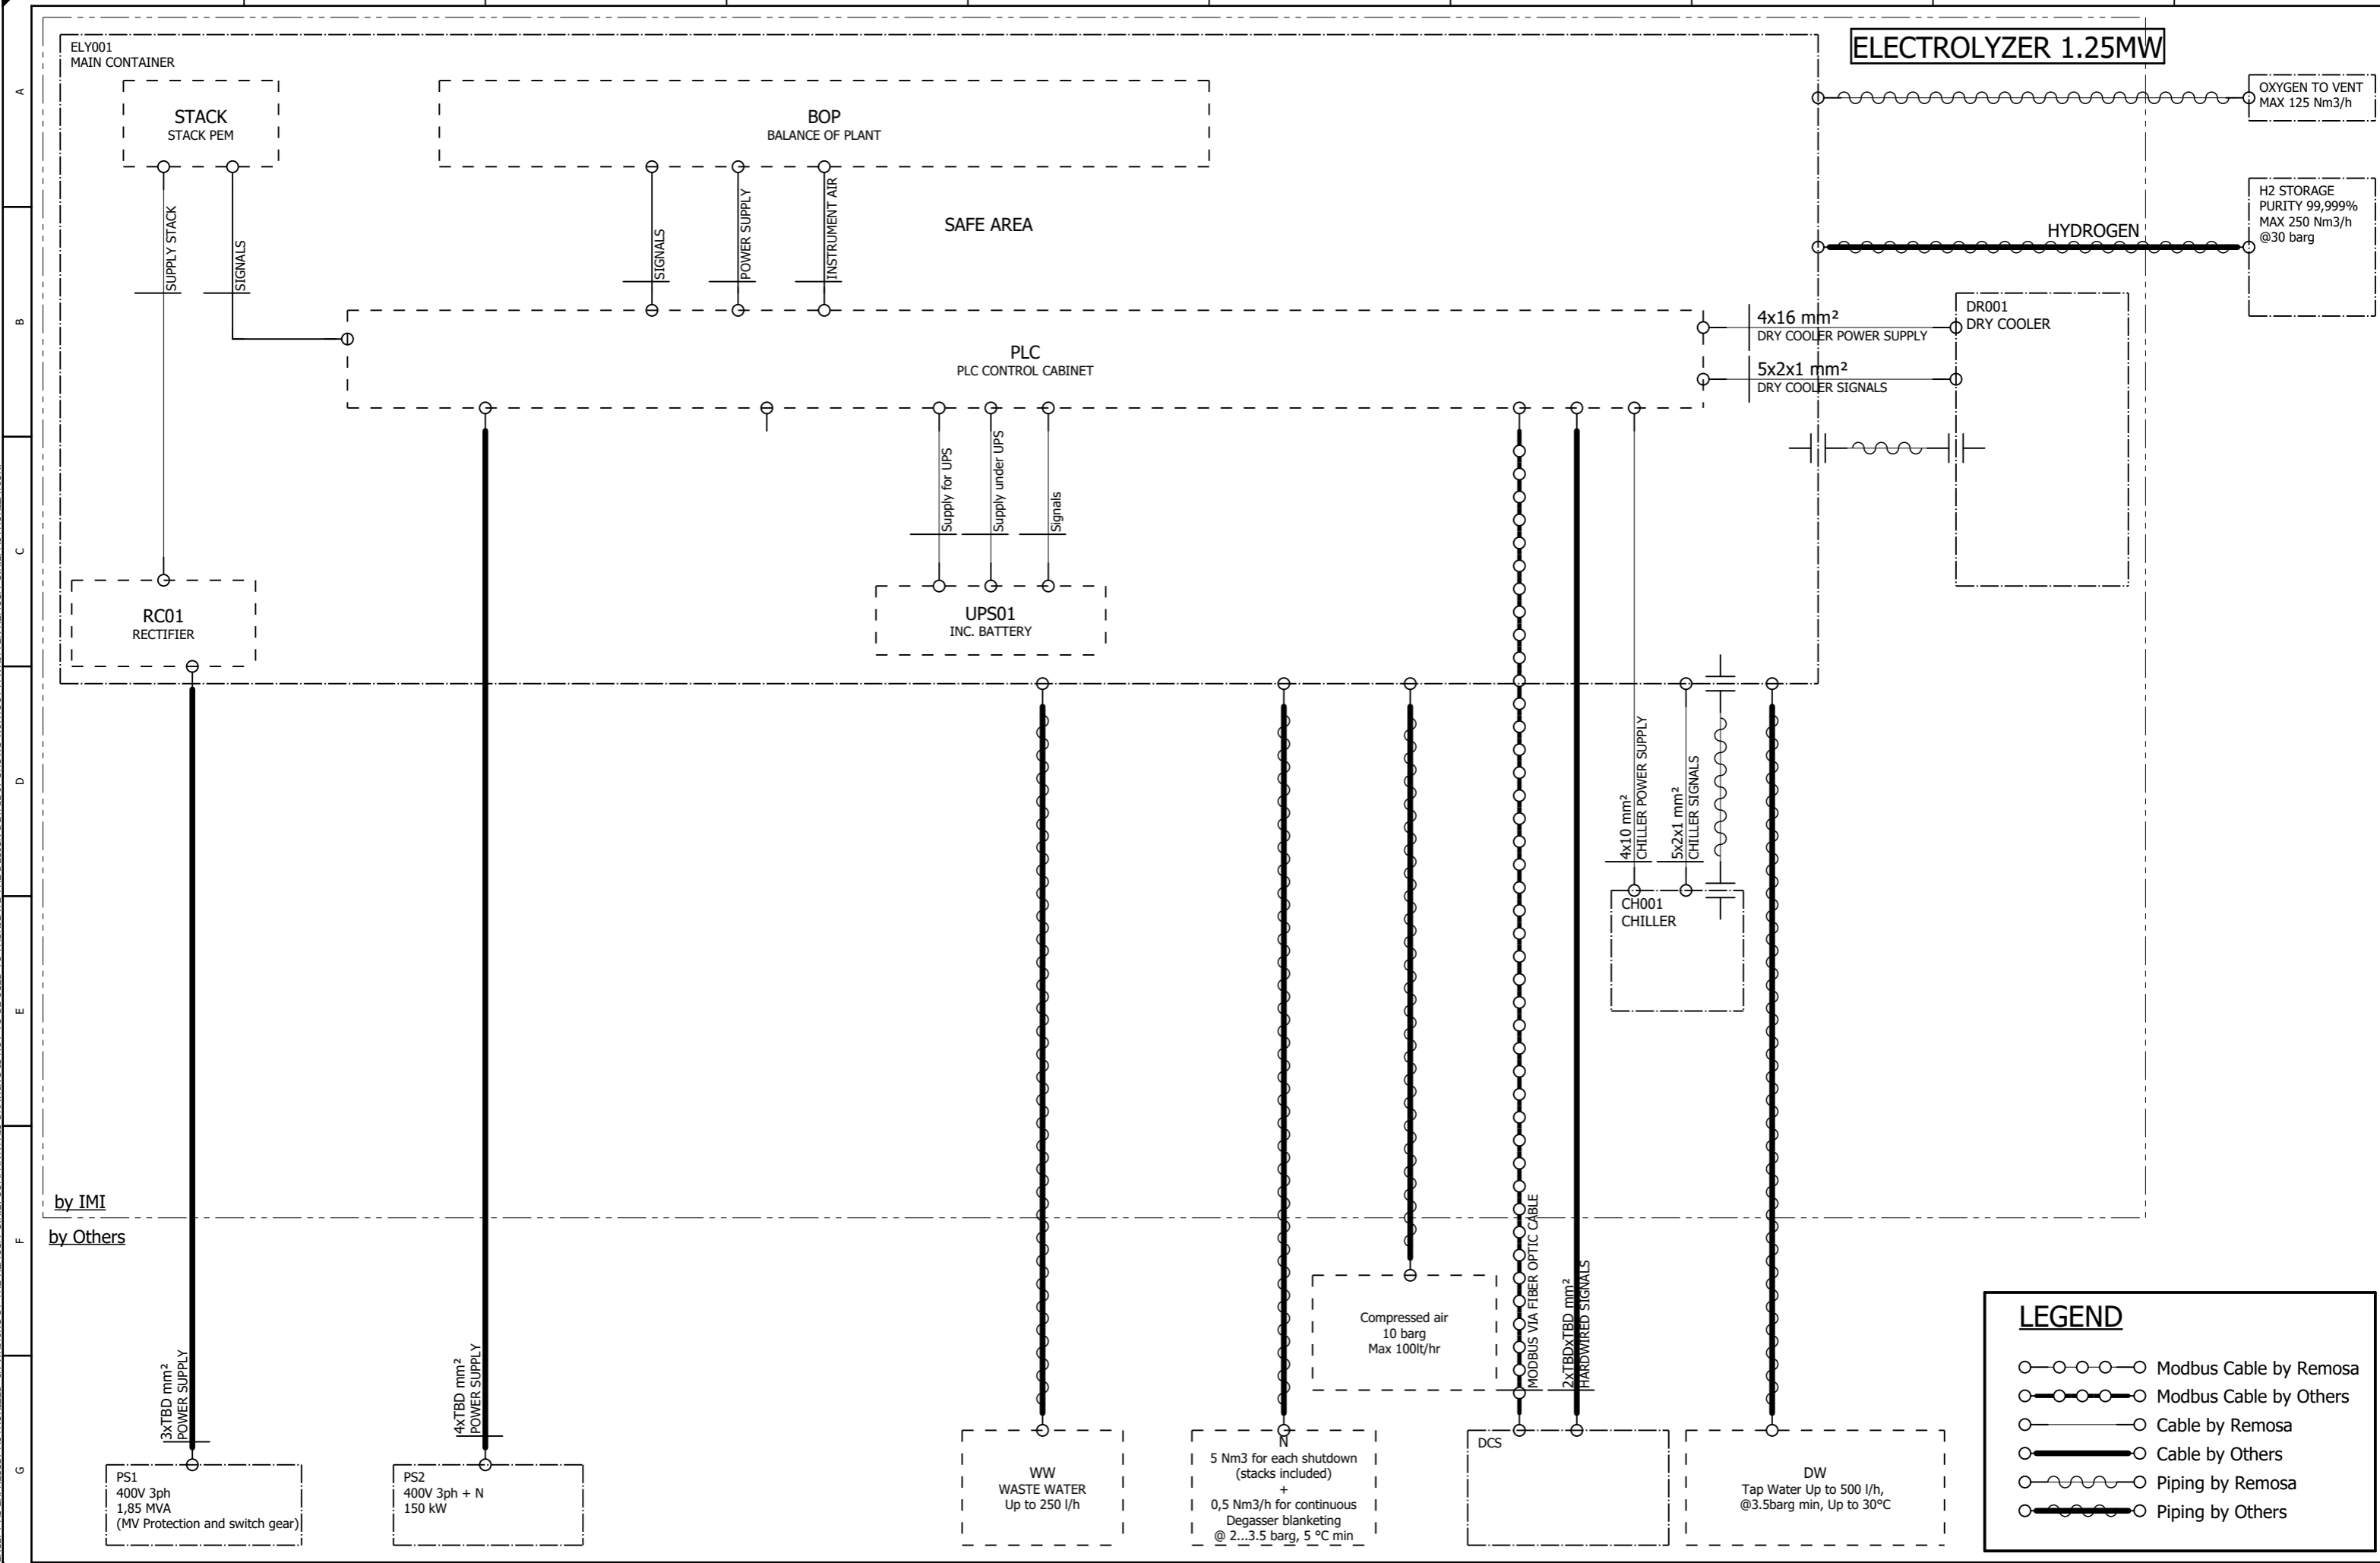 ELECTROLYZER 1.25MW
ELY001
MAIN CONTAINER
STACK
STACK PEM
BOP
BALANCE OF PLANT
OXYGEN TO VENT
MAX 125 Nm3/h
A
SUPPLY STACK
SIGNALS
SIGNALS
POWER SUPPLY
INSTRUMENT AIR
SAFE AREA
HYDROGEN
H2 STORAGE
PURITY 99,999%
MAX 250 Nm3/h
@30 barg
B
PLC
PLC CONTROL CABINET
4x16 mm²
DRY COOLER POWER SUPPLY
5x2x1 mm²
DRY COOLER SIGNALS
DR001
DRY COOLER
Supply for UPS
Supply under UPS
Signals
C
RC01
RECTIFIER
UPS01
INC. BATTERY
D
4x10 mm²
CHILLER POWER SUPPLY
5x2x1 mm²
CHILLER SIGNALS
CH001
CHILLER
E
by IMI
by Others
F
Compressed air
10 barg
Max 100lt/hr
MODBUS VIA FIBER OPTIC CABLE
2xTBDxTBD mm²
HARDWIRED SIGNALS
3xTBD mm²
POWER SUPPLY
4xTBD mm²
POWER SUPPLY
G
PS1
400V 3ph
1,85 MVA
(MV Protection and switch gear)
PS2
400V 3ph + N
150 kW
WW
WASTE WATER
Up to 250 l/h
N
5 Nm3 for each shutdown
(stacks included)
+
0,5 Nm3/h for continuous
Degasser blanketing
@ 2...3.5 barg, 5 °C min
DCS
DW
Tap Water Up to 500 l/h,
@3.5barg min, Up to 30°C
LEGEND
Modbus Cable by Remosa
Modbus Cable by Others
Cable by Remosa
Cable by Others
Piping by Remosa
Piping by Others